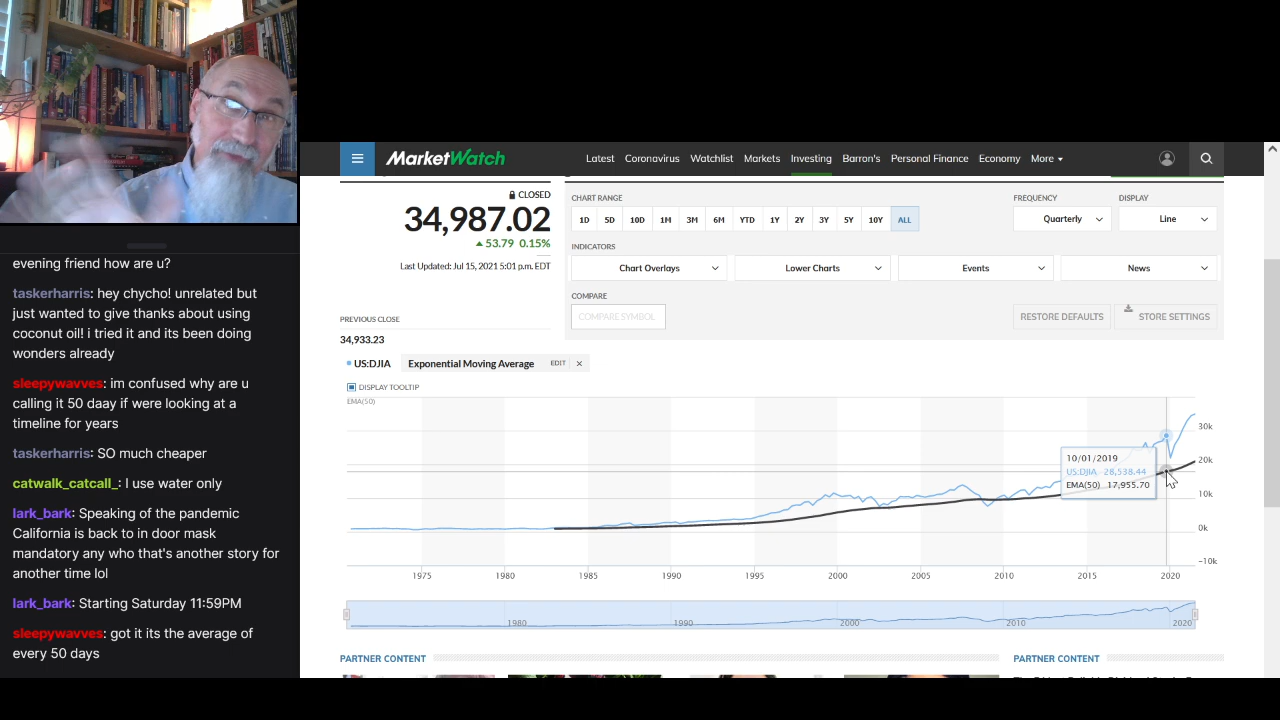 evening friend how are u?
taskerharris: hey chycho! unrelated but
just wanted to give thanks about using
coconut oil! i tried it and its been doing
wonders already
sleepywavves: im confused why are u
calling it 50 daay if were looking at a
timeline for years
taskerharris: SO much cheaper
catwalk_catcall_: I use water only
lark_bark: Speaking of the pandemic
California is back to in door mask
mandatory any who that's another story for
another time lol
lark_bark: Starting Saturday 11:59PM
sleepywavves: got it its the average of
every 50 days
MarketWatch Latest Coronavirus Watchlist Markets Investing Barron's Personal Finance Economy More
CLOSED
34,987.02
53.79 0.15%
Last Updated: Jul 15, 2021 5:01 p.m. EDT
PREVIOUS CLOSE
34,933.23
CHART RANGE FREQUENCY DISPLAY
1D 5D 10D 1M 3M 6M YTD 1Y 2Y 3Y 5Y 10Y ALL Quarterly Line
INDICATORS
Chart Overlays Lower Charts Events News
COMPARE
COMPARE SYMBOL RESTORE DEFAULTS STORE SETTINGS
US:DJIA Exponential Moving Average EDIT ×
DISPLAY TOOLTIP
EMA(50)
30k
20k
10k
0k
-10k
10/01/2019
US:DJIA 28,538.44
EMA(50) 17,955.70
1975 1980 1985 1990 1995 2000 2005 2010 2015 2020
1980 1990 2000 2010 2020
PARTNER CONTENT PARTNER CONTENT